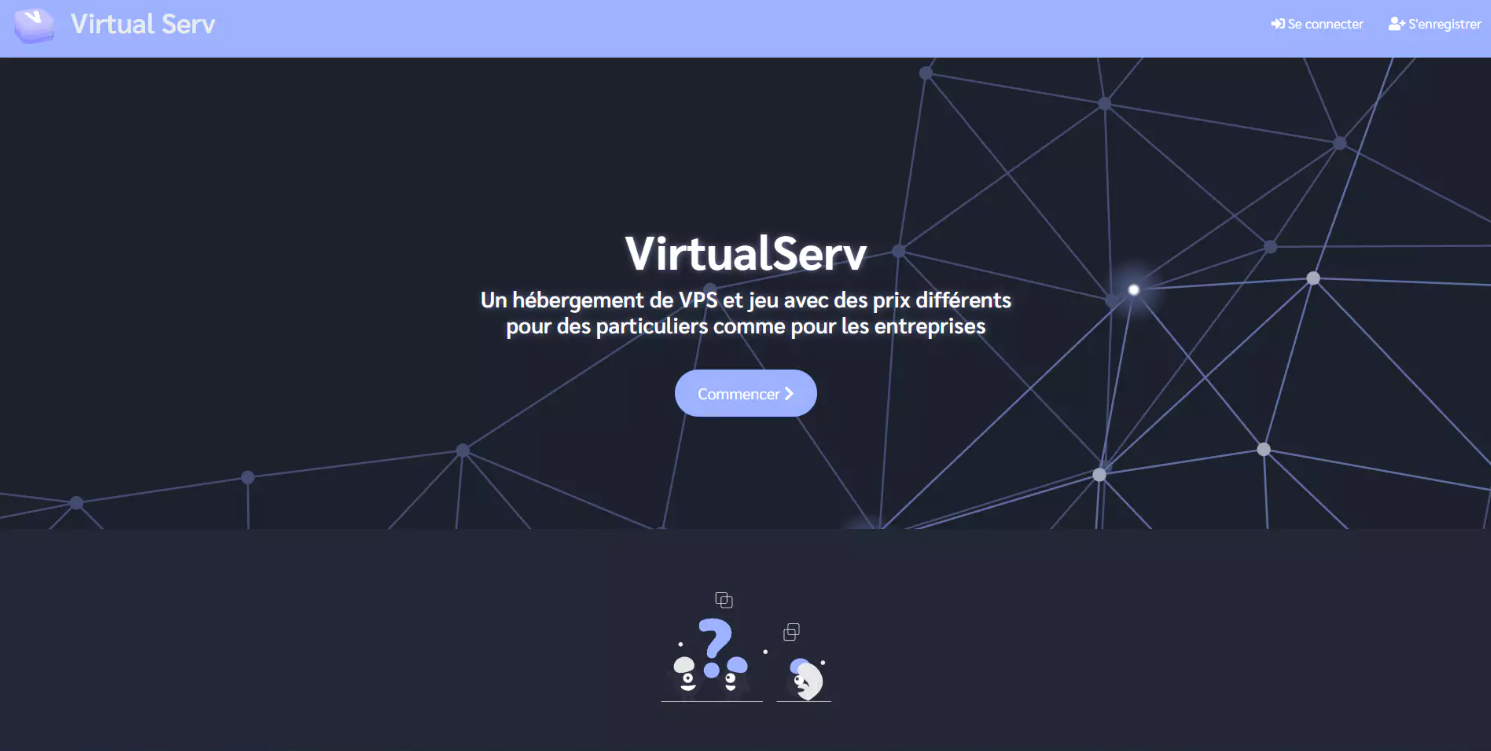 Virtual Serv
Se connecter
S'enregistrer
VirtualServ
Un hébergement de VPS et jeu avec des prix différents
pour des particuliers comme pour les entreprises
Commencer
?